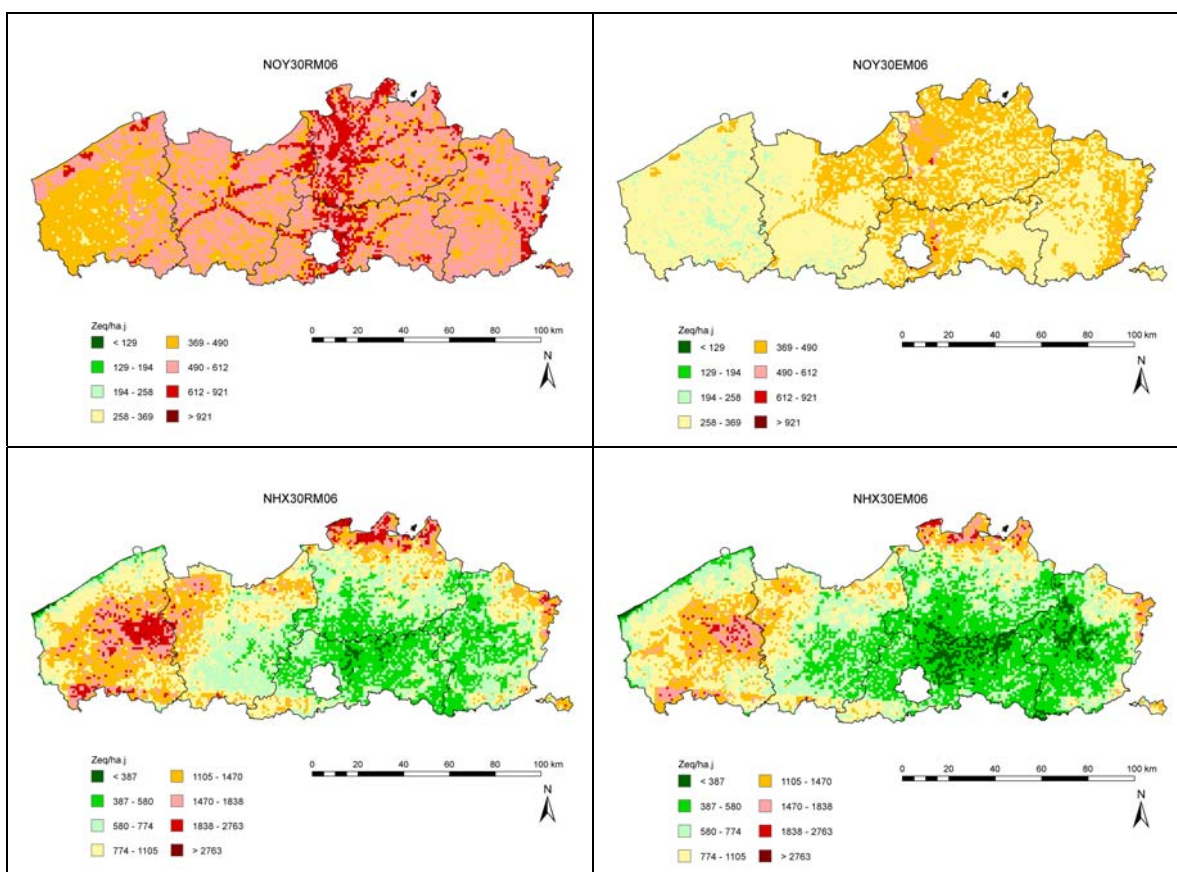 NOY30RM06
Zeq/ha.j
< 129
129 - 194
194 - 258
258 - 369
369 - 490
490 - 612
612 - 921
> 921
0 20 40 60 80 100 km
N
NOY30EM06
Zeq/ha.j
< 129
129 - 194
194 - 258
258 - 369
369 - 490
490 - 612
612 - 921
> 921
0 20 40 60 80 100 km
N
NHX30RM06
Zeq/ha.j
< 387
387 - 580
580 - 774
774 - 1105
1105 - 1470
1470 - 1838
1838 - 2763
> 2763
0 20 40 60 80 100 km
N
NHX30EM06
Zeq/ha.j
< 387
387 - 580
580 - 774
774 - 1105
1105 - 1470
1470 - 1838
1838 - 2763
> 2763
0 20 40 60 80 100 km
N